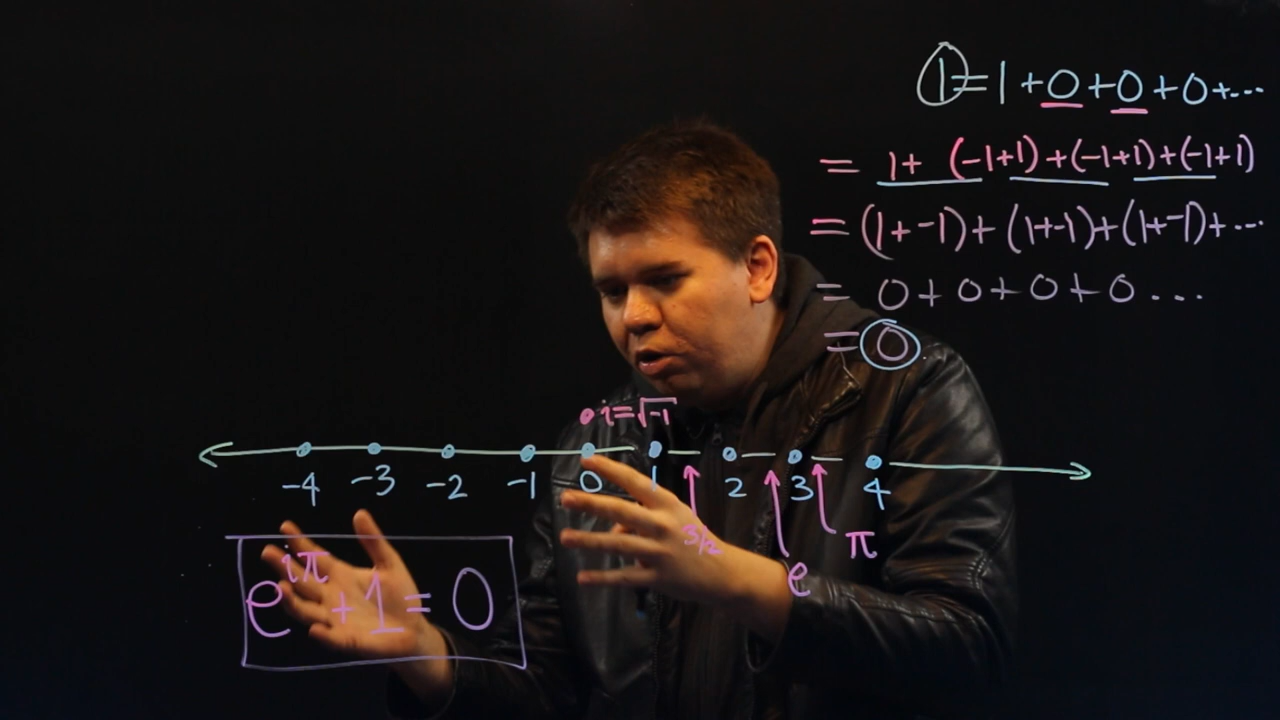 1 = 1 + 0 + 0 + 0 + ...
= 1 + (-1+1) + (-1+1) + (-1+1)
= (1+-1) + (1+-1) + (1+-1) + ...
= 0 + 0 + 0 + 0 ...
= 0
i = √-1
-4 -3 -2 -1 0 1 2 3 4
3/2 e π
e^{iπ} + 1 = 0